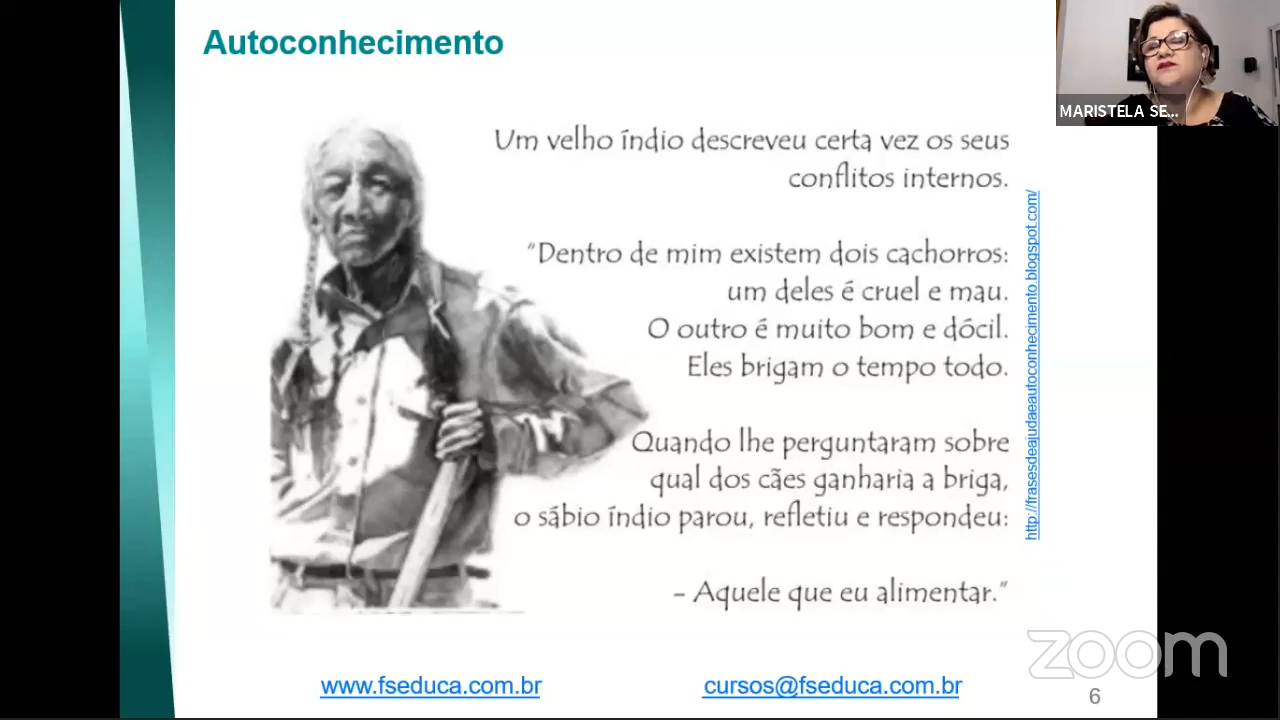 Autoconhecimento
MARISTELA SE...
Um velho índio descreveu certa vez os seus
conflitos internos.
"Dentro de mim existem dois cachorros:
um deles é cruel e mau.
O outro é muito bom e dócil.
Eles brigam o tempo todo.
Quando lhe perguntaram sobre
qual dos cães ganharia a briga,
o sábio índio parou, refletiu e respondeu:
- Aquele que eu alimentar."
http://frasesdeajudaeautoconhecimento.blogspot.com/
www.fseduca.com.br
cursos@fseduca.com.br
zoom
6